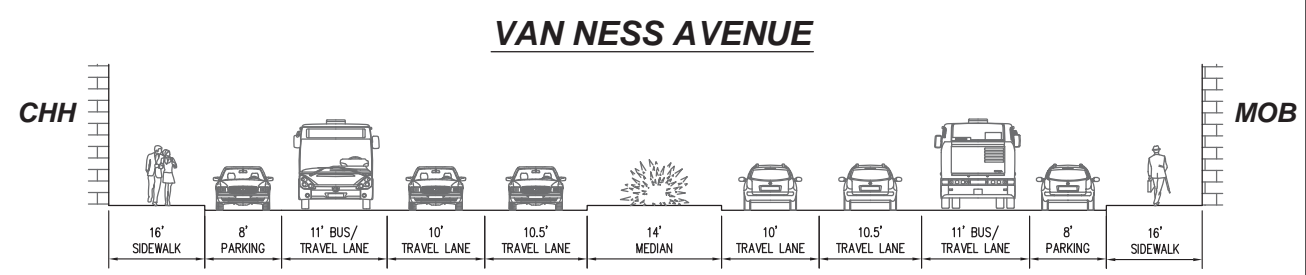 VAN NESS AVENUE
CHH
MOB
16'
SIDEWALK
8'
PARKING
11' BUS/
TRAVEL LANE
10'
TRAVEL LANE
10.5'
TRAVEL LANE
14'
MEDIAN
10'
TRAVEL LANE
10.5'
TRAVEL LANE
11' BUS/
TRAVEL LANE
8'
PARKING
16'
SIDEWALK